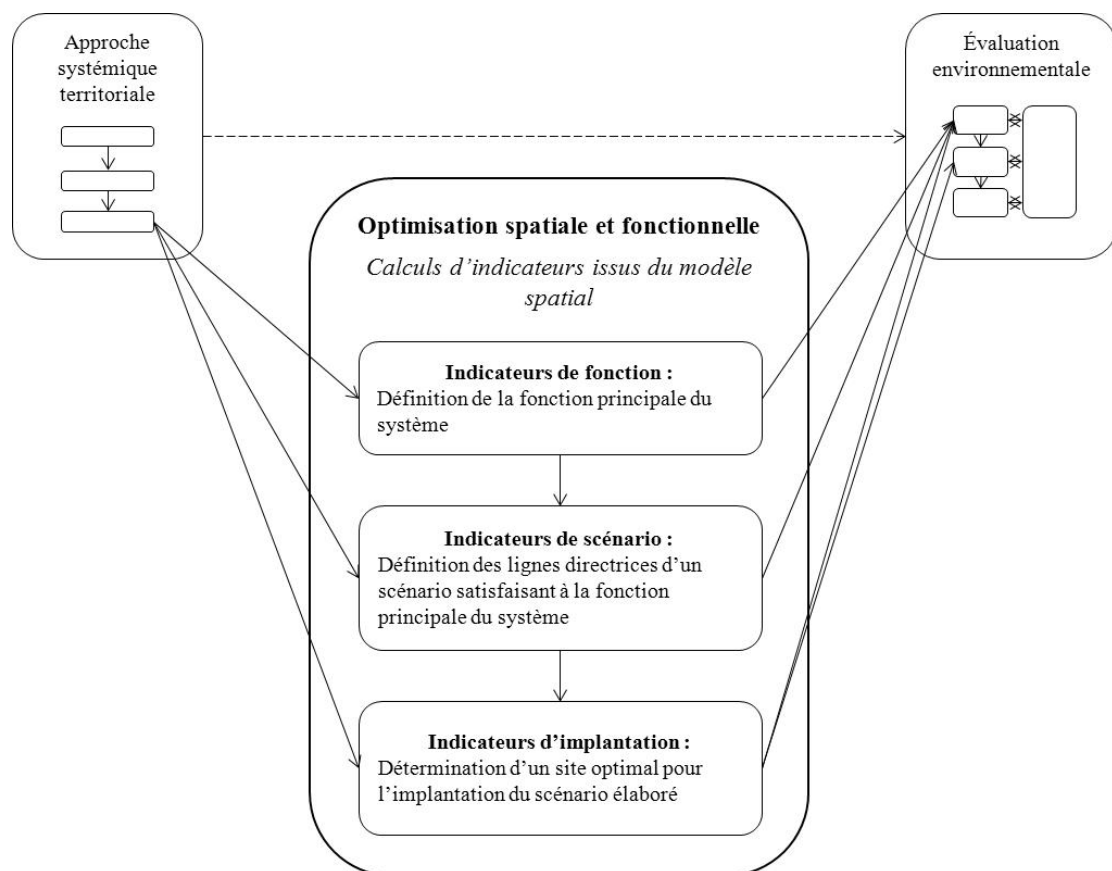 Approche
systémique
territoriale
Évaluation
environnementale
Optimisation spatiale et fonctionnelle
Calculs d’indicateurs issus du modèle
spatial
Indicateurs de fonction :
Définition de la fonction principale du
système
Indicateurs de scénario :
Définition des lignes directrices d’un
scénario satisfaisant à la fonction
principale du système
Indicateurs d’implantation :
Détermination d’un site optimal pour
l’implantation du scénario élaboré